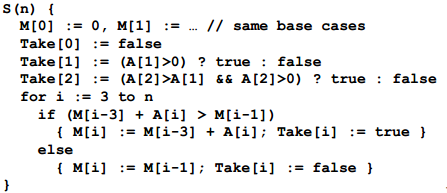 S(n) {
M[0] := 0, M[1] := … // same base cases
Take[0] := false
Take[1] := (A[1]>0) ? true : false
Take[2] := (A[2]>A[1] && A[2]>0) ? true : false
for i := 3 to n
if (M[i-3] + A[i] > M[i-1])
{ M[i] := M[i-3] + A[i]; Take[i] := true }
else
{ M[i] := M[i-1]; Take[i] := false }
}